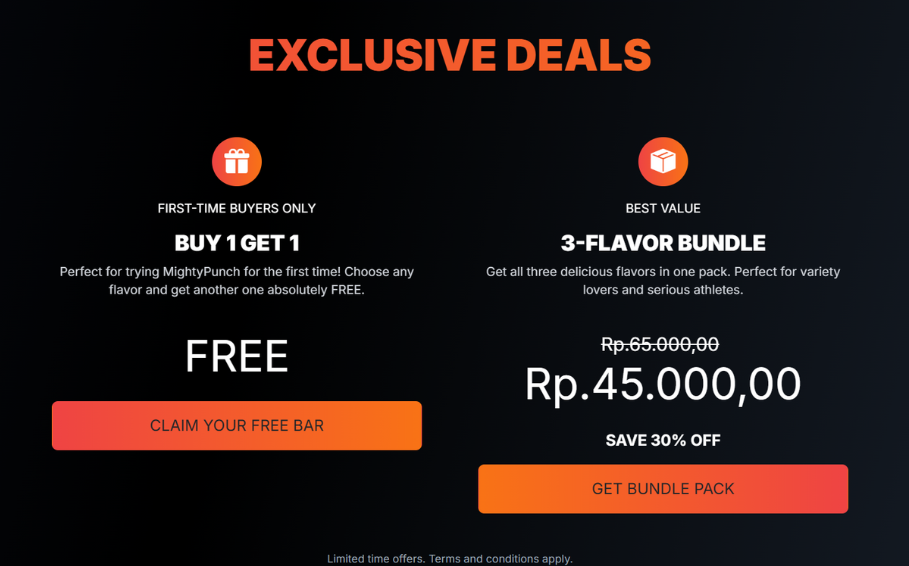 EXCLUSIVE DEALS
FIRST-TIME BUYERS ONLY
BUY 1 GET 1
Perfect for trying MightyPunch for the first time! Choose any
flavor and get another one absolutely FREE.
FREE
CLAIM YOUR FREE BAR
BEST VALUE
3-FLAVOR BUNDLE
Get all three delicious flavors in one pack. Perfect for variety
lovers and serious athletes.
Rp.65.000,00
Rp.45.000,00
SAVE 30% OFF
GET BUNDLE PACK
Limited time offers. Terms and conditions apply.